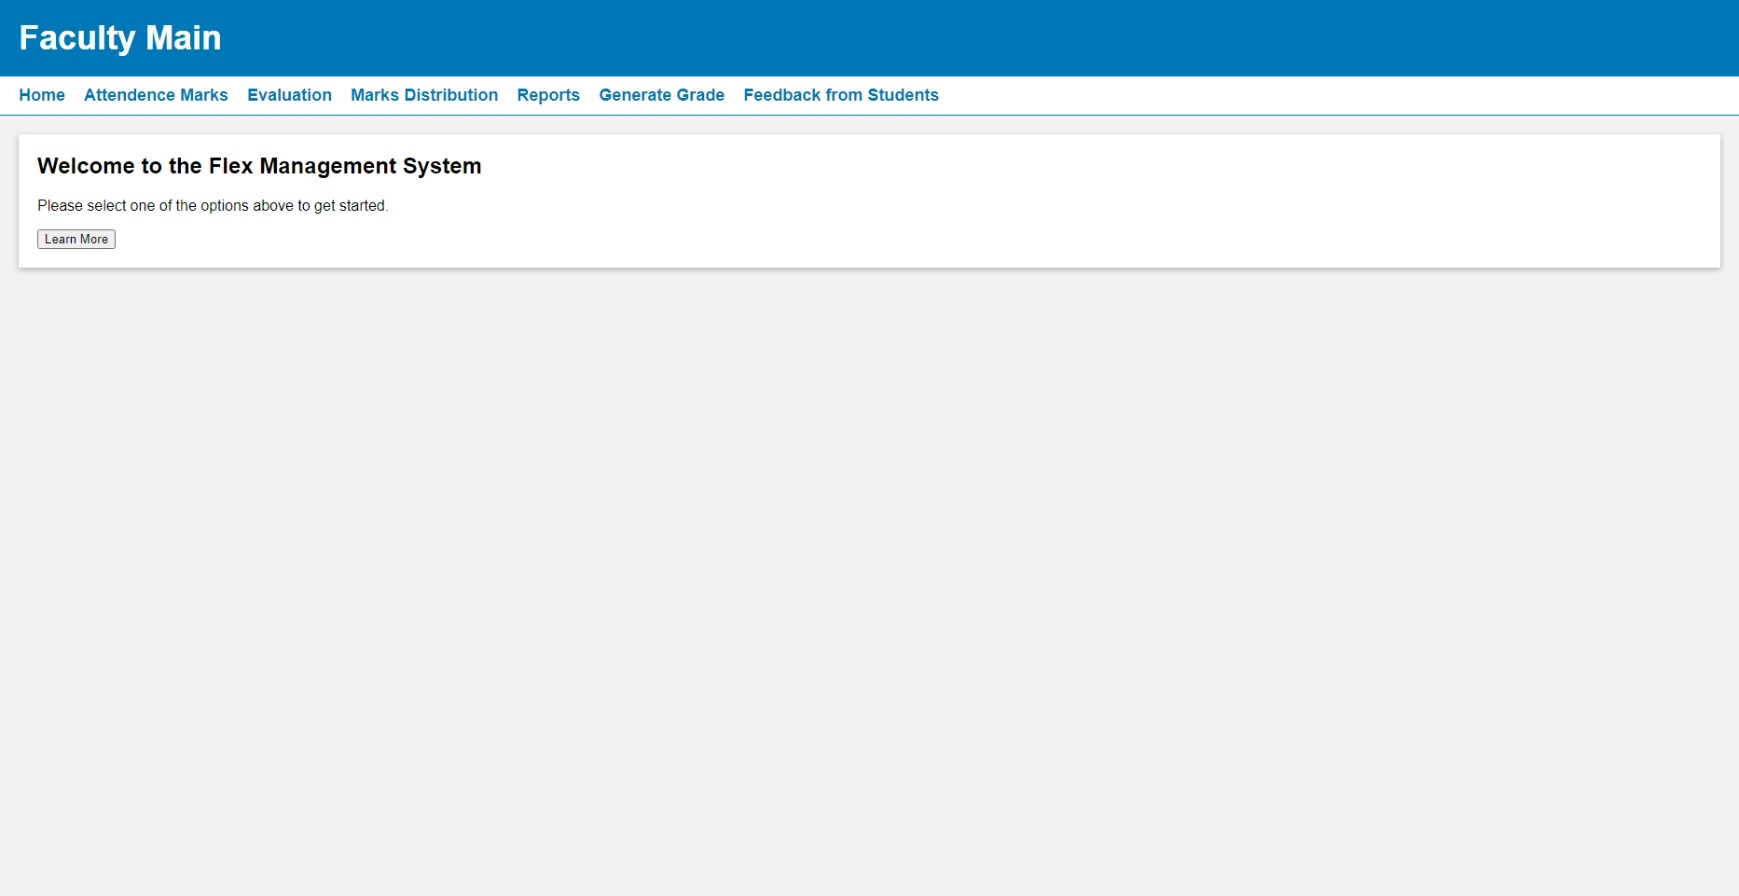 Faculty Main
Home Attendence Marks Evaluation Marks Distribution Reports Generate Grade Feedback from Students
Welcome to the Flex Management System
Please select one of the options above to get started.
Learn More